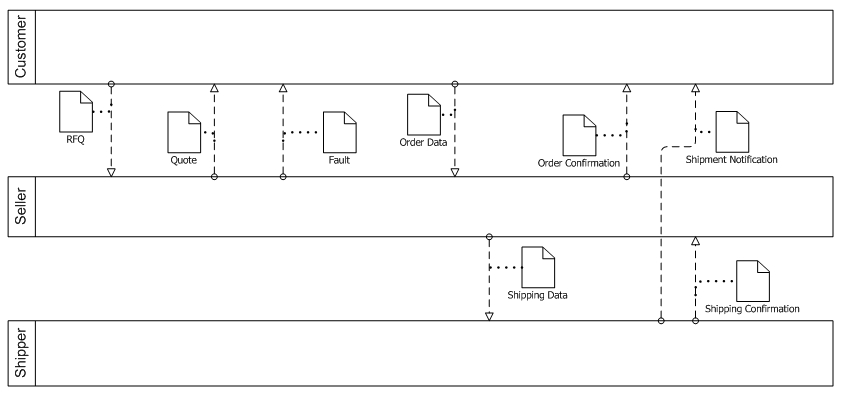 Customer
RFQ
Quote
Fault
Order Data
Order Confirmation
Shipment Notification
Seller
Shipping Data
Shipping Confirmation
Shipper